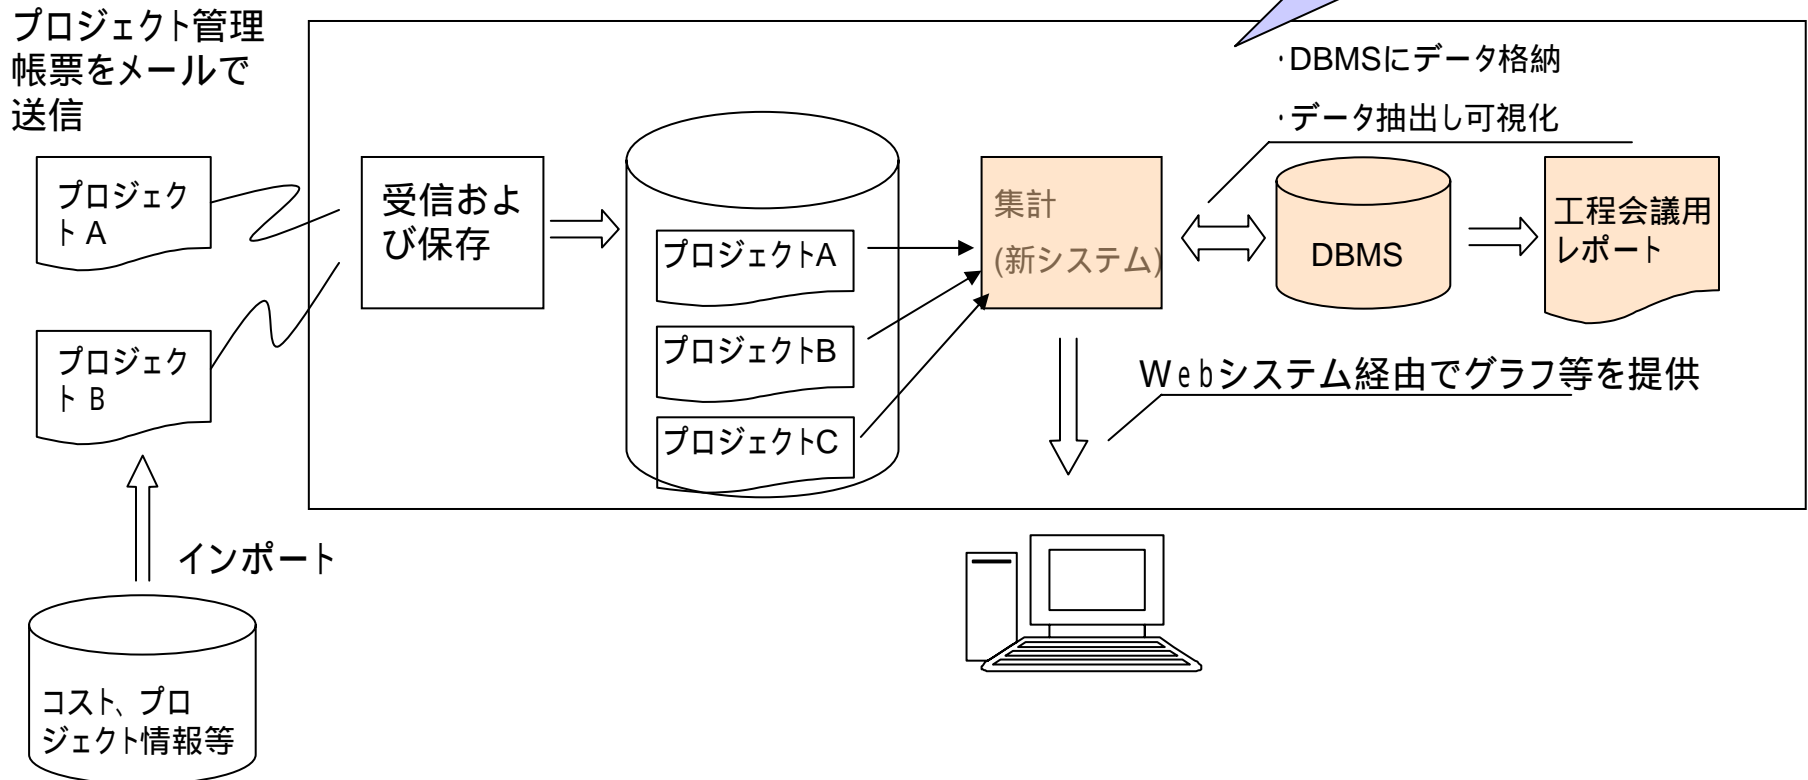 プロジェクト管理
帳票をメールで
送信
・DBMSにデータ格納
・データ抽出し可視化
プロジェク
ト A
受信およ
び保存
プロジェクトA
集計
(新システム)
DBMS
工程会議用
レポート
プロジェク
ト B
プロジェクトB
Ｗｅｂシステム経由でグラフ等を提供
プロジェクトC
インポート
コスト、プロ
ジェクト情報等